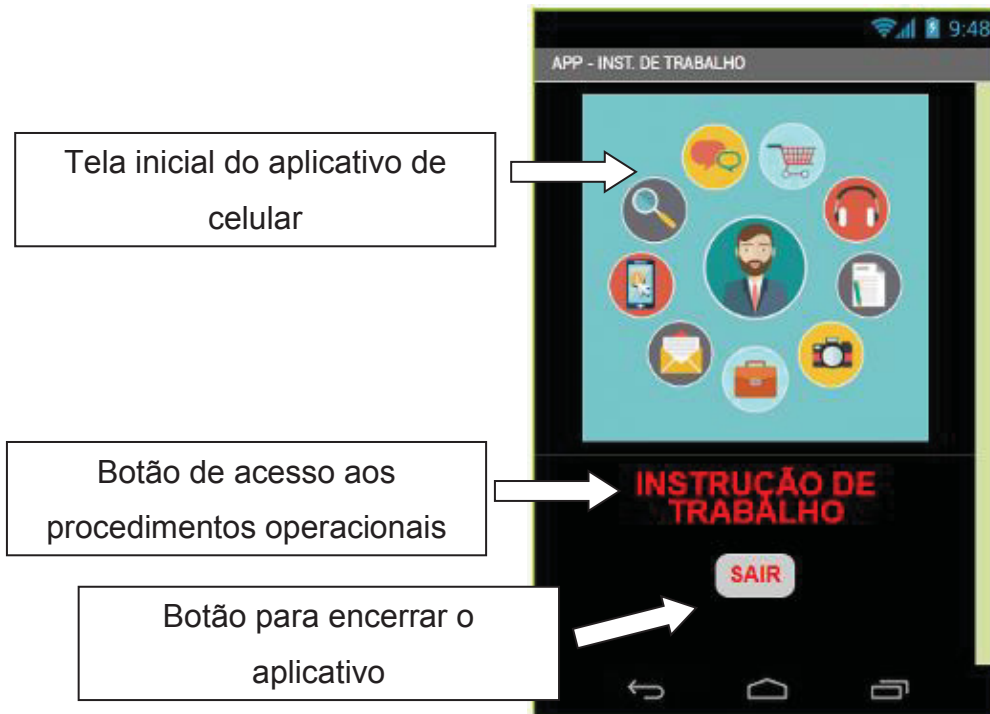 9:48
APP - INST. DE TRABALHO
Tela inicial do aplicativo de
celular
Botão de acesso aos
procedimentos operacionais
INSTRUÇÃO DE
TRABALHO
SAIR
Botão para encerrar o
aplicativo